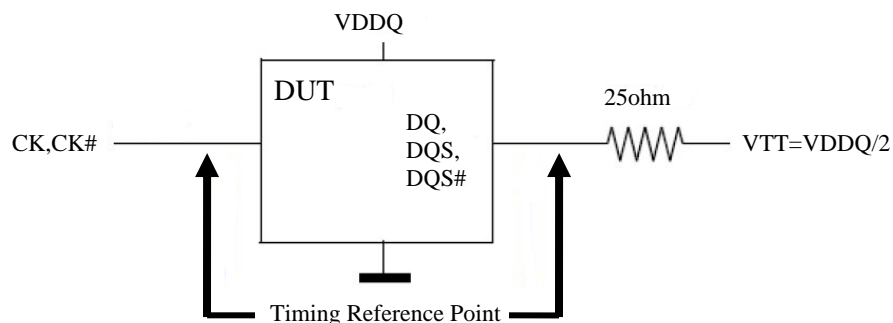 VDDQ
DUT
25ohm
DQ,
CK,CK#
DQS,
VTT=VDDQ/2
DQS#
Timing Reference Point